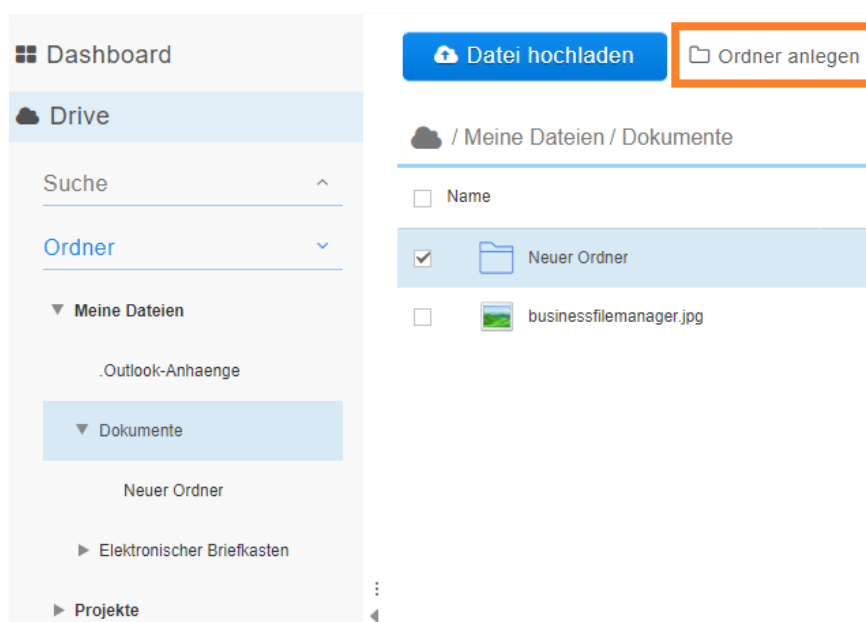 Dashboard
Drive
Suche
Ordner
Meine Dateien
.Outlook-Anhaenge
Dokumente
Neuer Ordner
Elektronischer Briefkasten
Projekte
Datei hochladen
Ordner anlegen
/ Meine Dateien / Dokumente
Name
Neuer Ordner
businessfilemanager.jpg